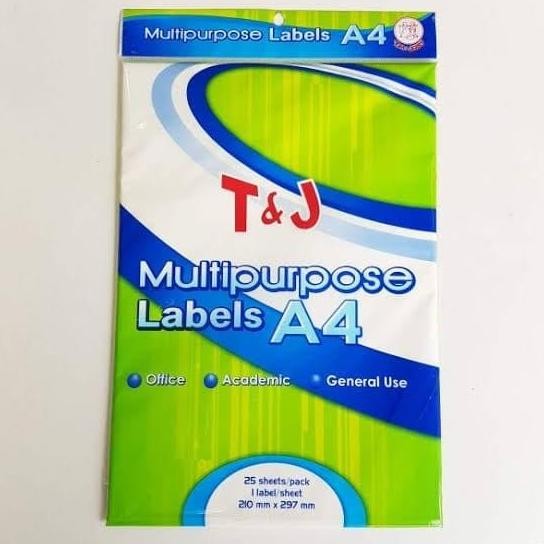 Multipurpose Labels A4
T&J
Multipurpose
Labels A4
Office Academic General Use
25 sheets/pack
1 label/sheet
210 mm x 297 mm